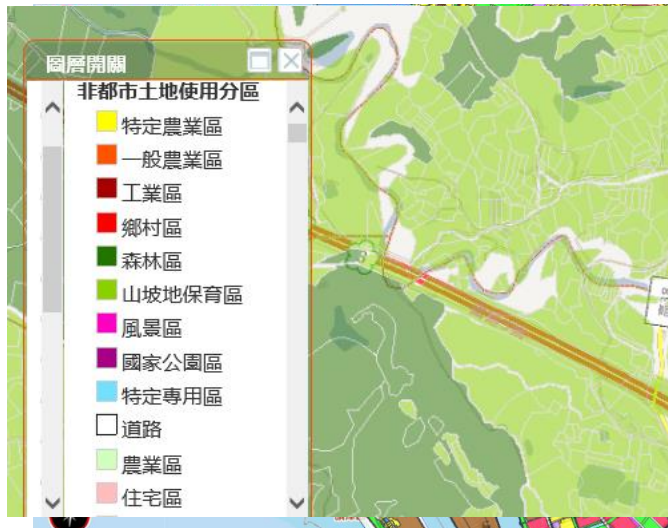 圖層開關
非都市土地使用分區
特定農業區
一般農業區
工業區
鄉村區
森林區
山坡地保育區
風景區
國家公園區
特定專用區
道路
農業區
住宅區